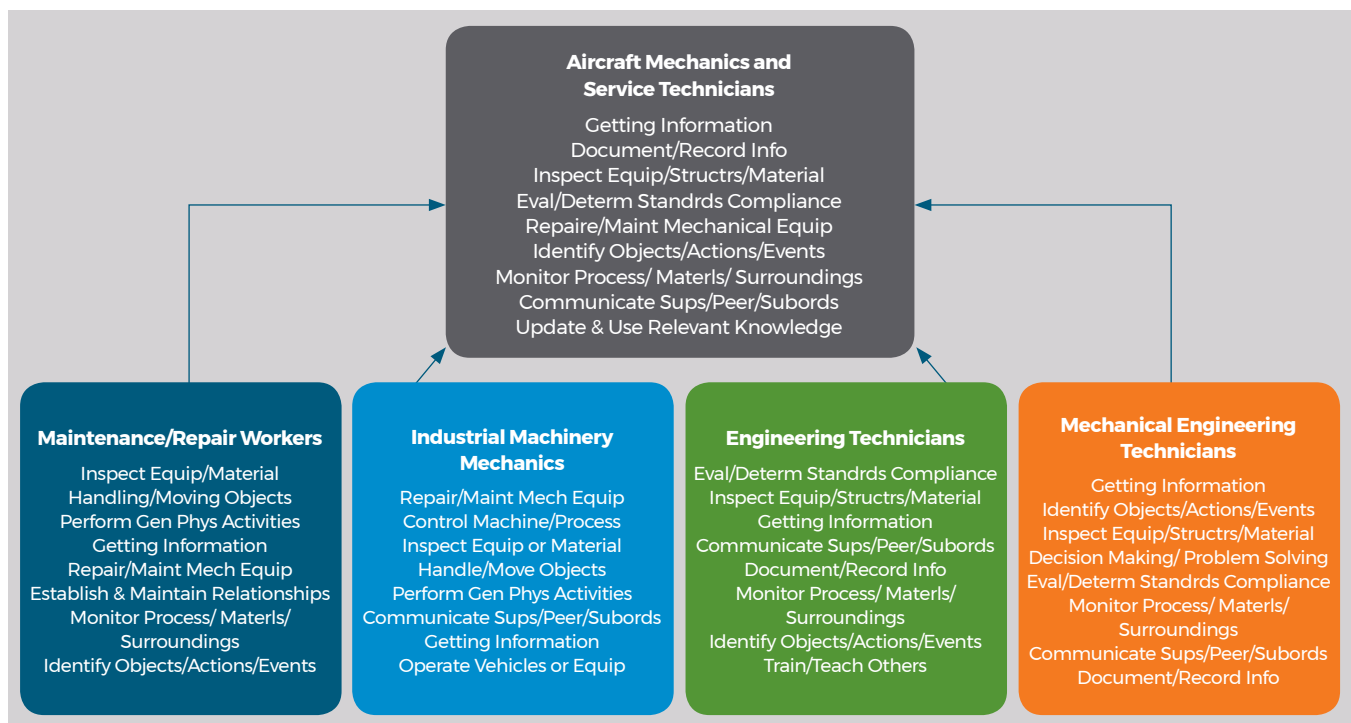 Aircraft Mechanics and
Service Technicians
Getting Information
Document/Record Info
Inspect Equip/Structrs/Material
Eval/Determ Standrds Compliance
Repaire/Maint Mechanical Equip
Identify Objects/Actions/Events
Monitor Process/ Materls/ Surroundings
Communicate Sups/Peer/Subords
Update & Use Relevant Knowledge
Maintenance/Repair Workers
Inspect Equip/Material
Handling/Moving Objects
Perform Gen Phys Activities
Getting Information
Repair/Maint Mech Equip
Establish & Maintain Relationships
Monitor Process/ Materls/
Surroundings
Identify Objects/Actions/Events
Industrial Machinery
Mechanics
Repair/Maint Mech Equip
Control Machine/Process
Inspect Equip or Material
Handle/Move Objects
Perform Gen Phys Activities
Communicate Sups/Peer/Subords
Getting Information
Operate Vehicles or Equip
Engineering Technicians
Eval/Determ Standrds Compliance
Inspect Equip/Structrs/Material
Getting Information
Communicate Sups/Peer/Subords
Document/Record Info
Monitor Process/ Materls/
Surroundings
Identify Objects/Actions/Events
Train/Teach Others
Mechanical Engineering
Technicians
Getting Information
Identify Objects/Actions/Events
Inspect Equip/Structrs/Material
Decision Making/ Problem Solving
Eval/Determ Standrds Compliance
Monitor Process/ Materls/
Surroundings
Communicate Sups/Peer/Subords
Document/Record Info